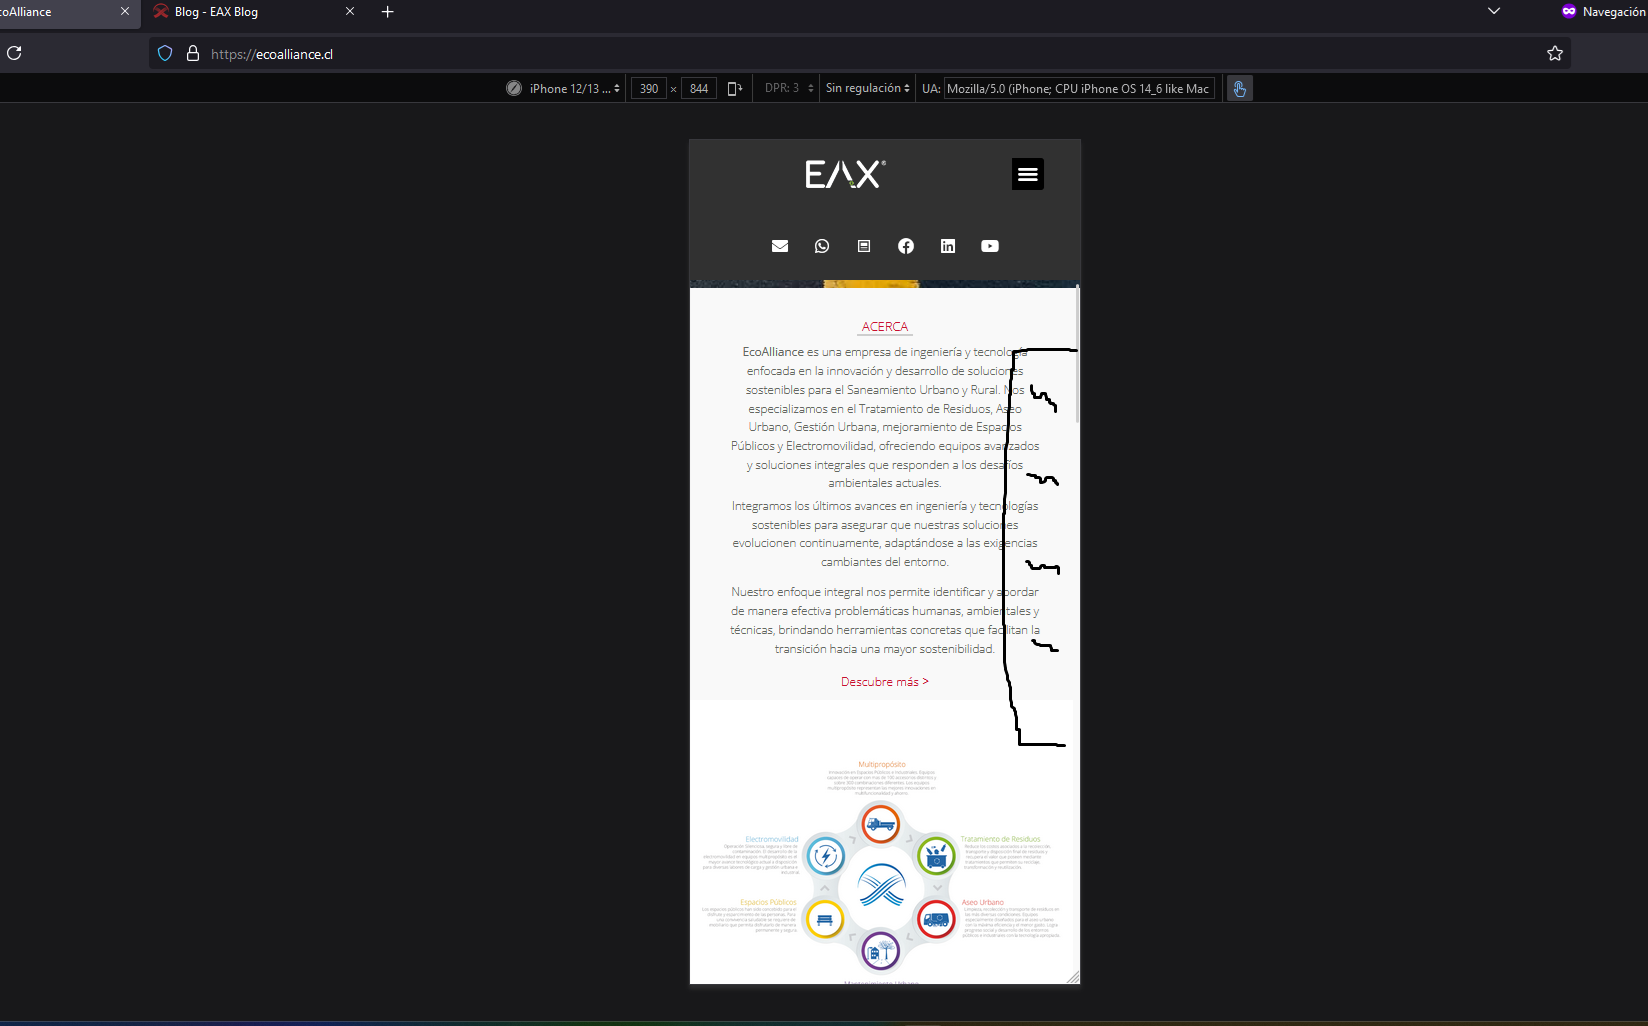 coAlliance
Blog - EAX Blog
Navegación
https://ecoalliance.cl
iPhone 12/13 ...
390 × 844
DPR: 3
Sin regulación
UA: Mozilla/5.0 (iPhone; CPU iPhone OS 14_6 like Mac
EAX®
ACERCA
EcoAlliance es una empresa de ingeniería y tecnología
enfocada en la innovación y desarrollo de soluciones
sostenibles para el Saneamiento Urbano y Rural. Nos
especializamos en el Tratamiento de Residuos, Aseo
Urbano, Gestión Urbana, mejoramiento de Espacios
Públicos y Electromovilidad, ofreciendo equipos avanzados
y soluciones integrales que responden a los desafíos
ambientales actuales.
Integramos los últimos avances en ingeniería y tecnologías
sostenibles para asegurar que nuestras soluciones
evolucionen continuamente, adaptándose a las exigencias
cambiantes del entorno.
Nuestro enfoque integral nos permite identificar y abordar
de manera efectiva problemáticas humanas, ambientales y
técnicas, brindando herramientas concretas que facilitan la
transición hacia una mayor sostenibilidad.
Descubre más >
Multipropósito
Electromovilidad
Tratamiento de Residuos
Espacios Públicos
Aseo Urbano
Mantenimiento Urbano